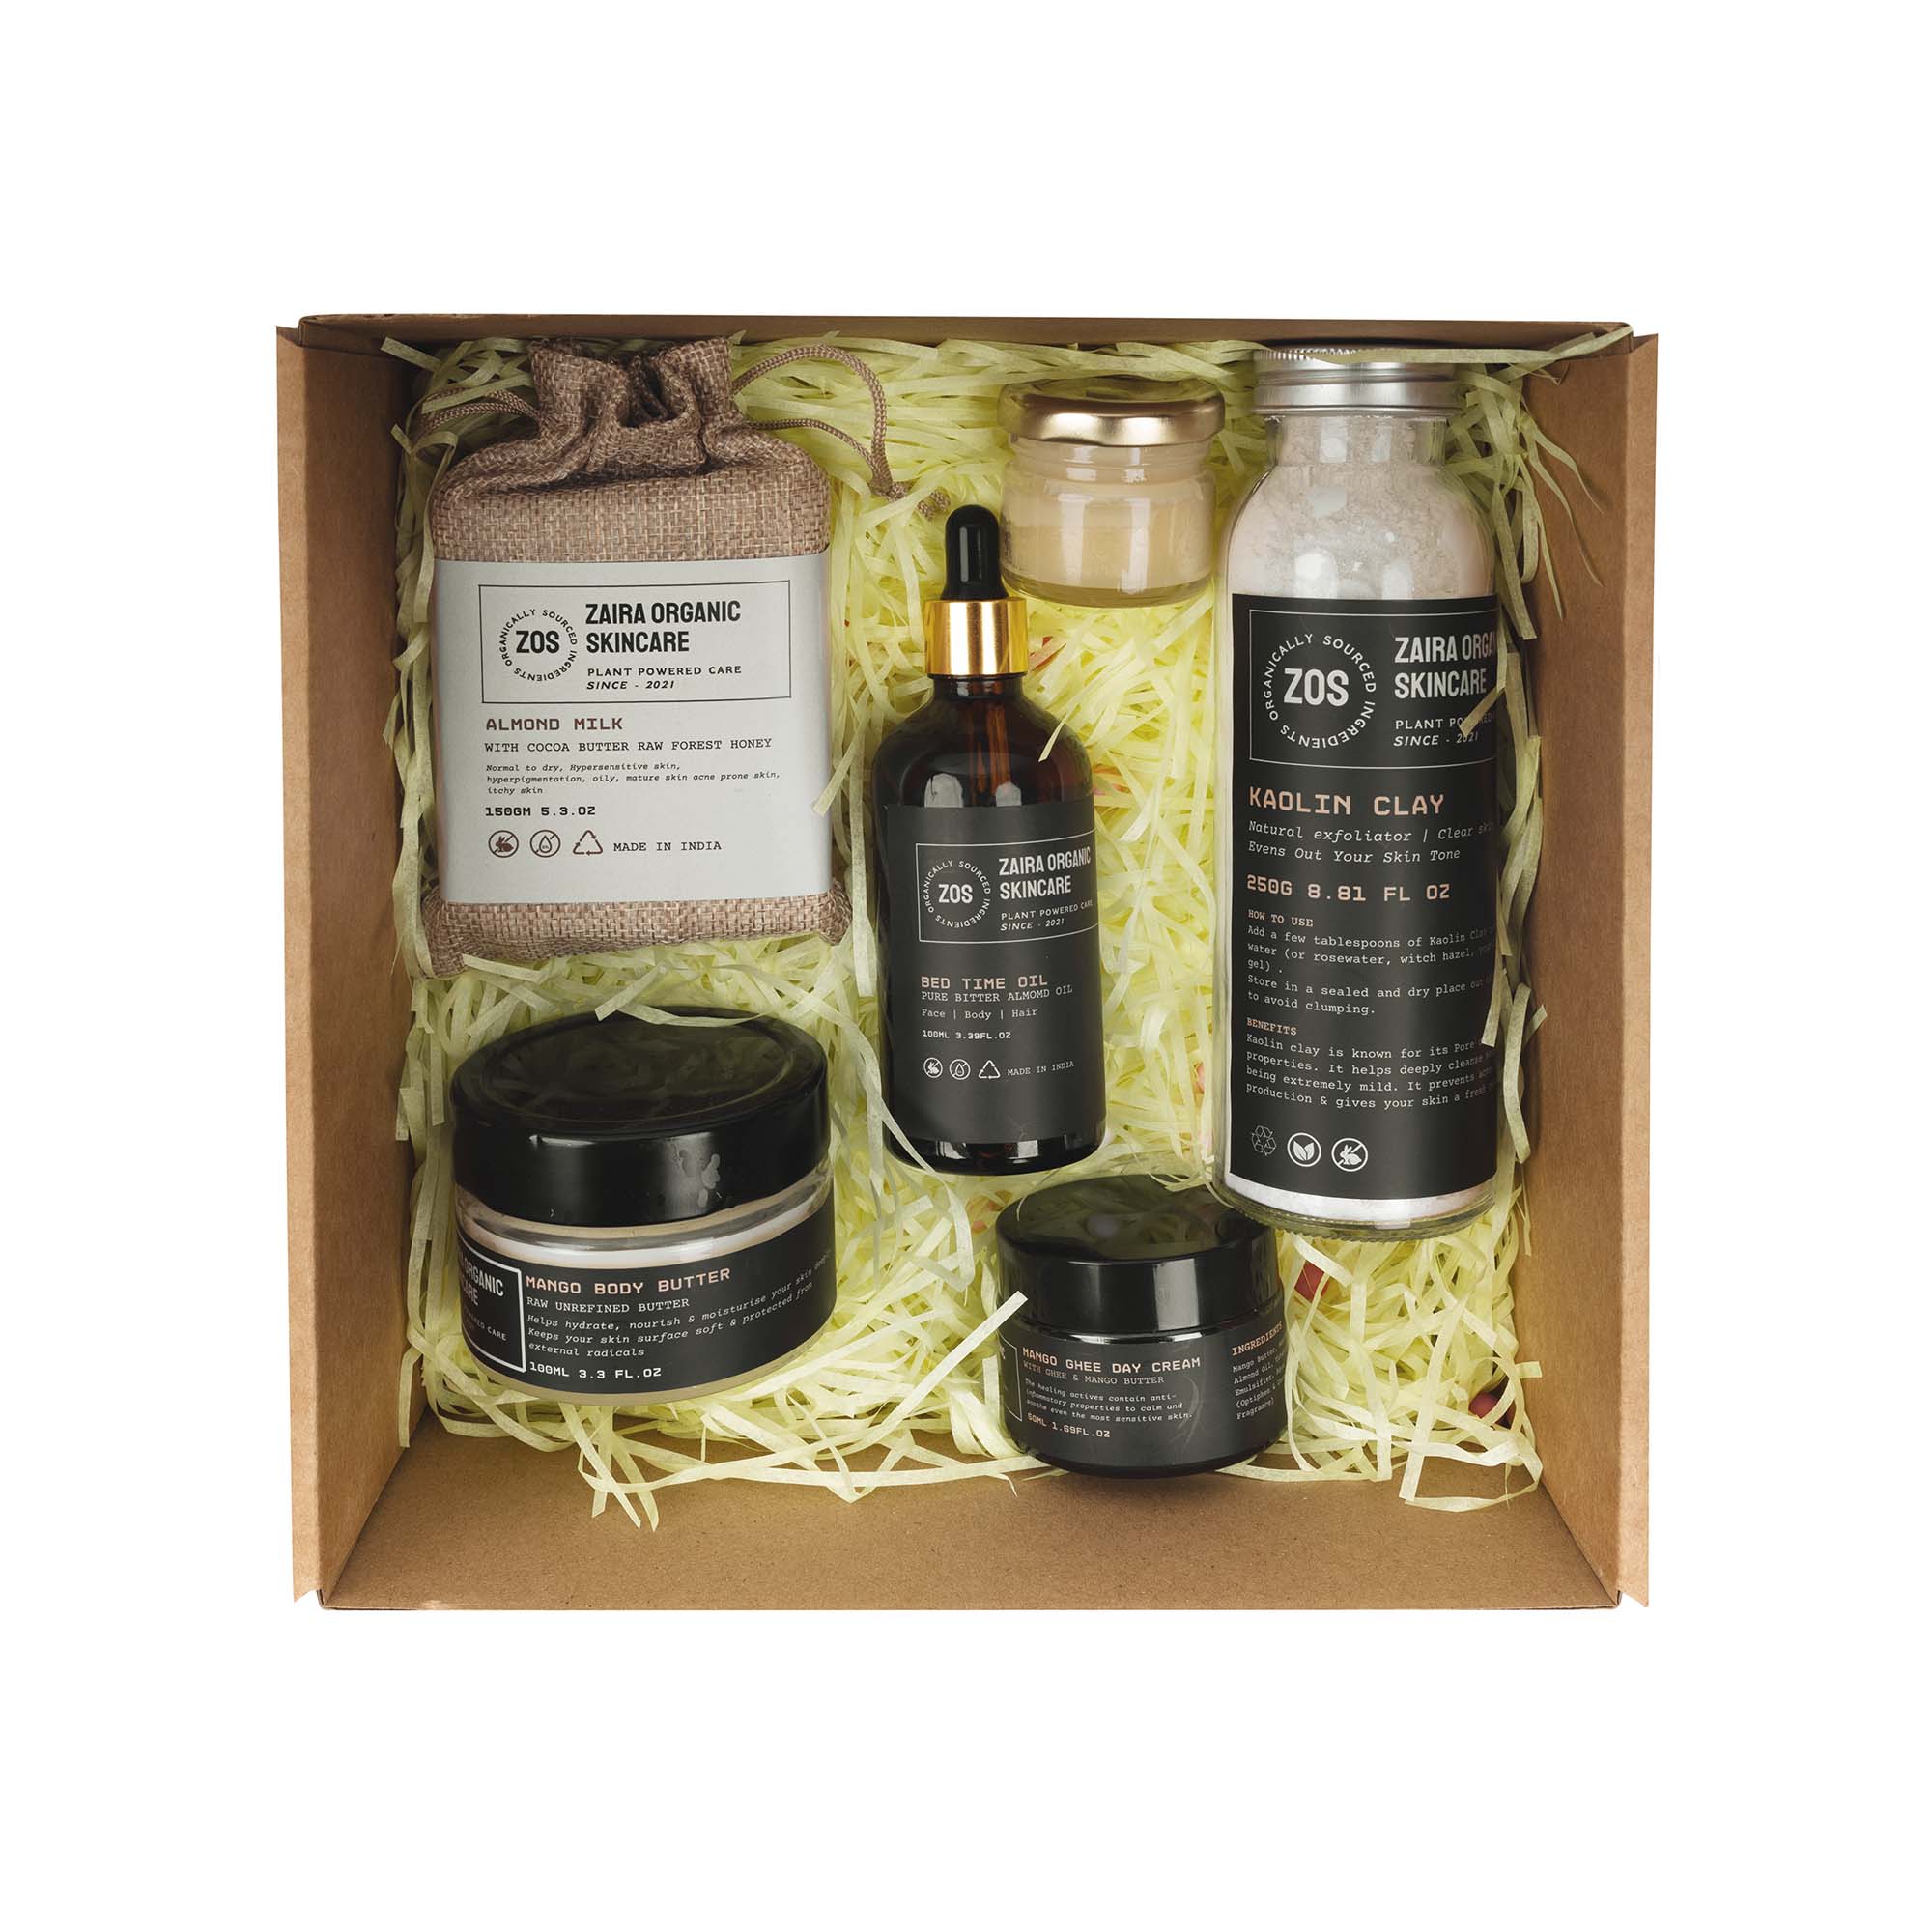 ORGANICALLY SOURCED INGREDIENTS
ZOS
ZAIRA ORGANIC
SKINCARE
PLANT POWERED CARE
SINCE - 2021
ALMOND MILK
WITH COCOA BUTTER RAW FOREST HONEY
Normal to dry, Hypersensitive skin,
hyperpigmentation, oily, mature skin acne prone skin,
itchy skin
150GM 5.3.OZ
MADE IN INDIA
ORGANICALLY SOURCED INGREDIENTS
ZOS
ZAIRA ORGANIC
SKINCARE
PLANT POWERED CARE
SINCE - 2021
BED TIME OIL
PURE BITTER ALMOMD OIL
Face | Body | Hair
100ML 3.39FL.OZ
MADE IN INDIA
ORGANICALLY SOURCED INGREDIENTS
ZOS
ZAIRA
SKINCARE
PLANT
SINCE - 2021
KAOLIN CLAY
Natural exfoliator | Clear
Evens Out Your Skin Tone
250G 8.81 FL OZ
HOW TO USE
Add a few tablespoons of Kaolin
water (or rosewater, witch hazel,
gel) .
Store in a sealed and dry place
to avoid clumping.
BENEFITS
Kaolin clay is known for its Pore
properties. It helps deeply cleanse
being extremely mild. It prevents
production & gives your skin a
MANGO BODY BUTTER
RAW UNREFINED BUTTER
Helps hydrate, nourish & moisturise your skin
Keeps your skin surface soft & protected from
external radicals
100ML 3.3 FL.OZ
MANGO GHEE DAY CREAM
WITH GHEE & MANGO BUTTER
The healing actives contain anti-
inflammatory properties to calm and
soothe even the most sensitive skin.
50ML 1.69FL.OZ
INGREDIENTS
Mango Butter,
Almond Oil,
Emulsifier,
(Optiphen &
Fragrance)